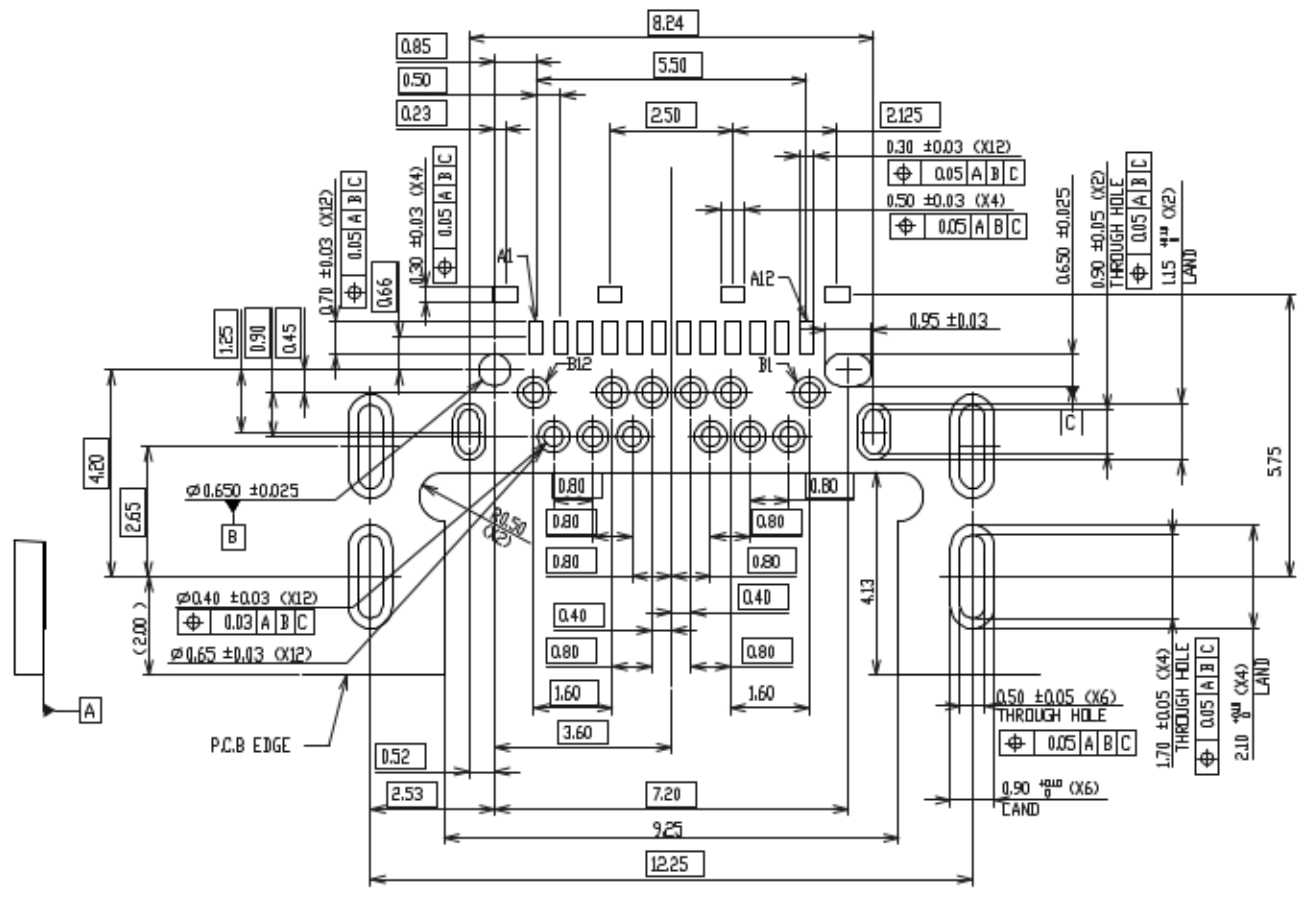 8.24
0.85
5.50
0.50
2.50
2.125
0.23
0.30 ±0.03 (X12)
0.05 A B C
0.50 ±0.03 (X4)
0.05 A B C
0.70 ±0.03 (X12)
0.05 A B C
0.30 ±0.03 (X4)
0.05 A B C
0.66
0.650 ±0.025
0.90 ±0.05 (X2)
THROUGH HOLE
0.05 A B C
1.15 (X2)
LAND
A1
A12
1.25
0.90
0.45
0.95 ±0.03
B12
B1
C
4.20
2.65
5.75
Ø0.650 ±0.025
B
R0.50
(X2)
0.80
0.80
0.80
0.80
0.80
0.80
4.13
Ø0.40 ±0.03 (X12)
0.03 A B C
(2.00)
0.40
0.40
Ø0.65 ±0.03 (X12)
0.80
0.80
1.60
1.60
A
P.C.B EDGE
3.60
0.50 ±0.05 (X6)
THROUGH HOLE
0.05 A B C
1.70 ±0.05 (X4)
THROUGH HOLE
0.05 A B C
2.10 (X4)
LAND
0.52
2.53
7.20
0.90 (X6)
LAND
9.25
12.25